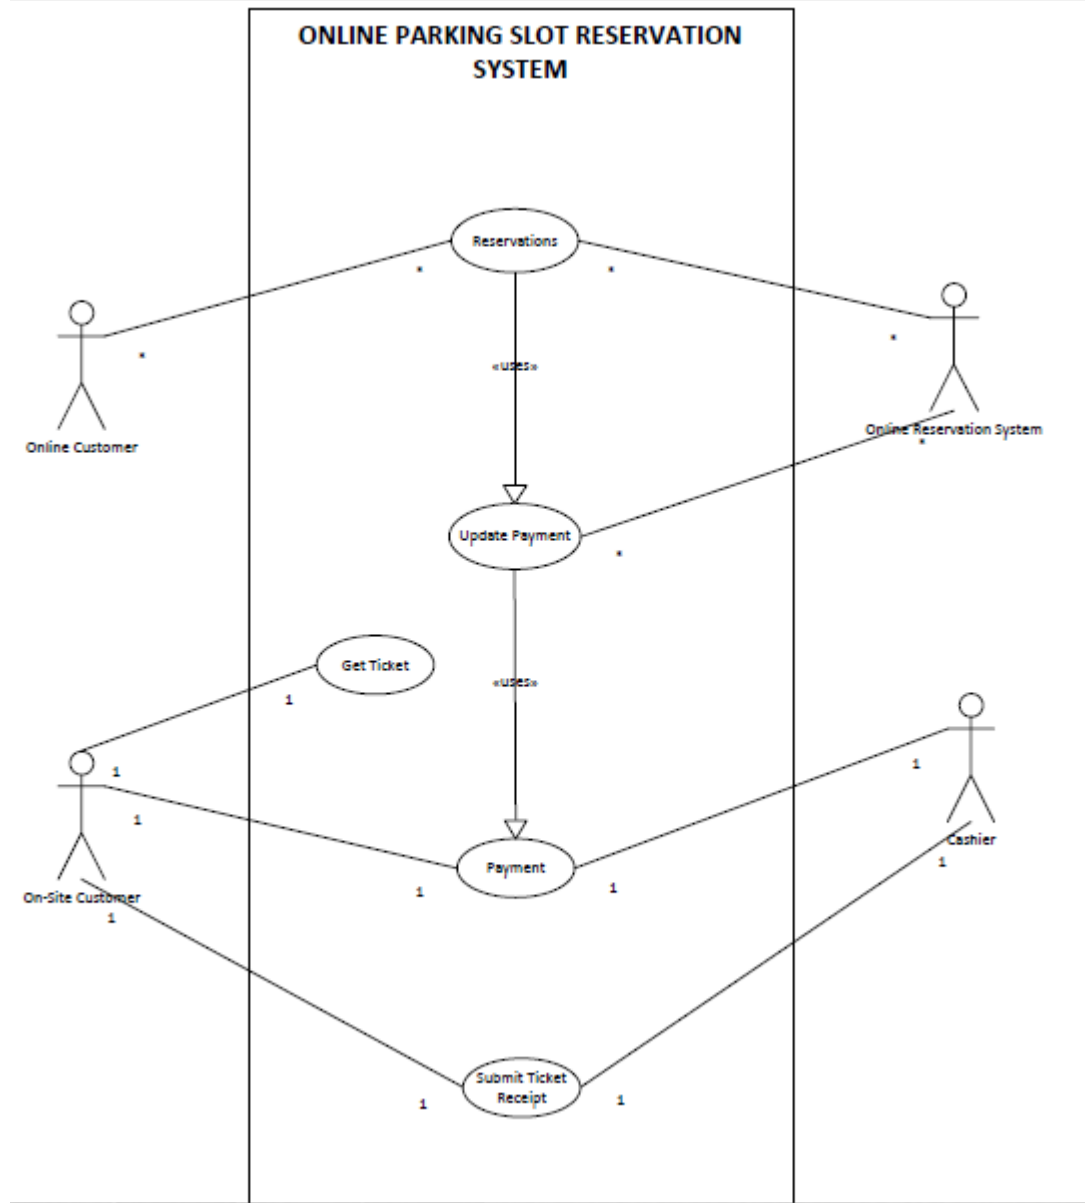 ONLINE PARKING SLOT RESERVATION
SYSTEM
Reservations
*
*
*
*
«uses»
Online Customer
Online Reservation System
*
Update Payment
*
Get Ticket
1
«uses»
1
1
1
Payment
Cashier
1
1
1
On-Site Customer
1
Submit Ticket
Receipt
1
1